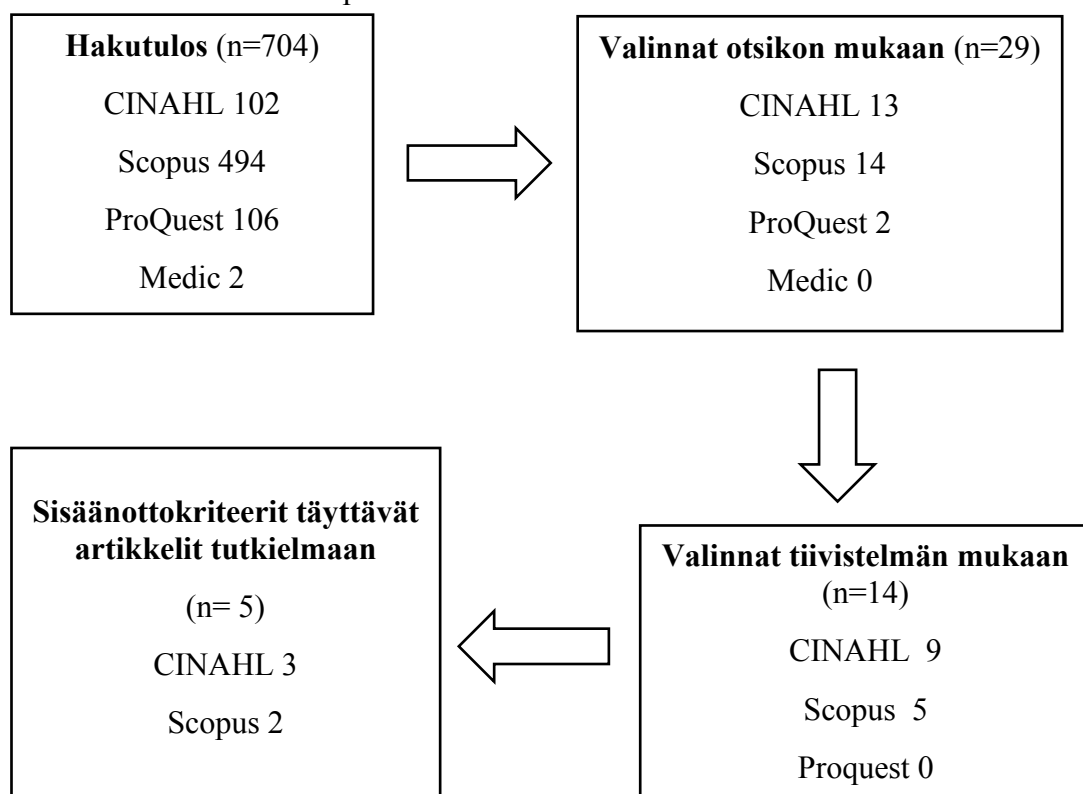 Hakutulos (n=704)
CINAHL 102
Scopus 494
ProQuest 106
Medic 2
Valinnat otsikon mukaan (n=29)
CINAHL 13
Scopus 14
ProQuest 2
Medic 0
Valinnat tiivistelmän mukaan
(n=14)
CINAHL 9
Scopus 5
Proquest 0
Sisäänottokriteerit täyttävät
artikkelit tutkielmaan
(n= 5)
CINAHL 3
Scopus 2